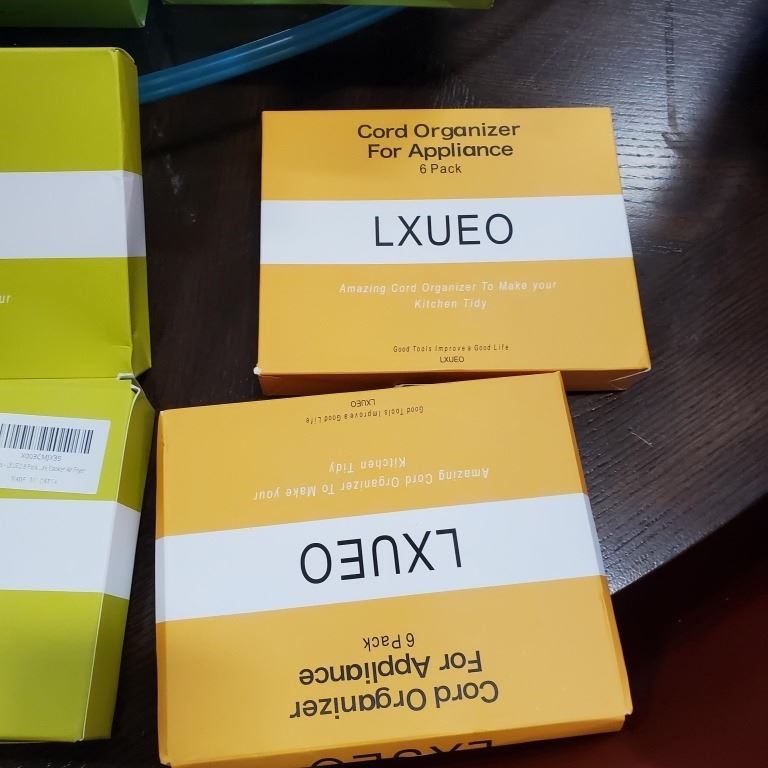 Cord Organizer
For Appliance
6 Pack
LXUEO
Amazing Cord Organizer To Make your
Kitchen Tidy
Good Tools Improve a Good Life
LXUEO
Cord Organizer
For Appliance
6 Pack
LXUEO
Amazing Cord Organizer To Make your
Kitchen Tidy
Good Tools Improve a Good Life
LXUEO
LXUEO
ur